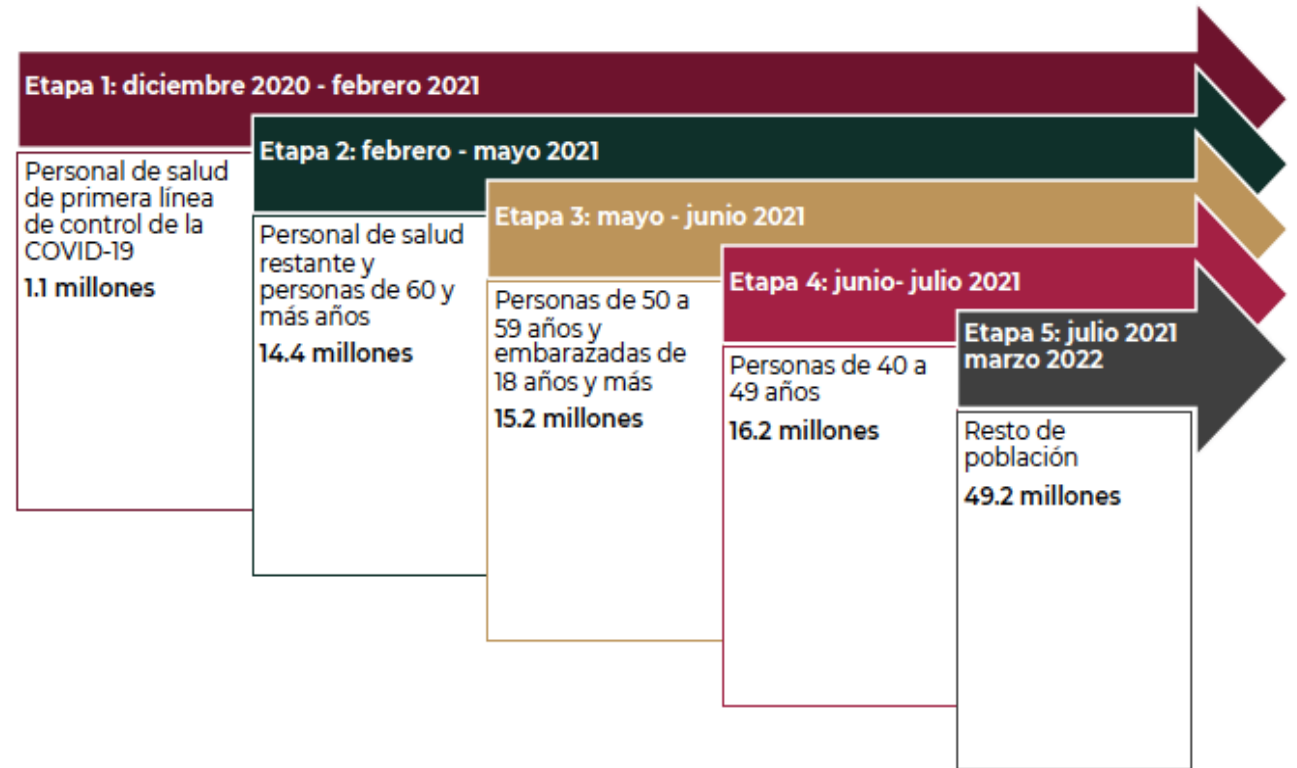 Etapa 1: diciembre 2020 - febrero 2021
Personal de salud
de primera línea
de control de la
COVID-19
1.1 millones
Etapa 2: febrero - mayo 2021
Personal de salud
restante y
personas de 60 y
más años
14.4 millones
Etapa 3: mayo - junio 2021
Personas de 50 a
59 años y
embarazadas de
18 años y más
15.2 millones
Etapa 4: junio- julio 2021
Personas de 40 a
49 años
16.2 millones
Etapa 5: julio 2021
marzo 2022
Resto de
población
49.2 millones